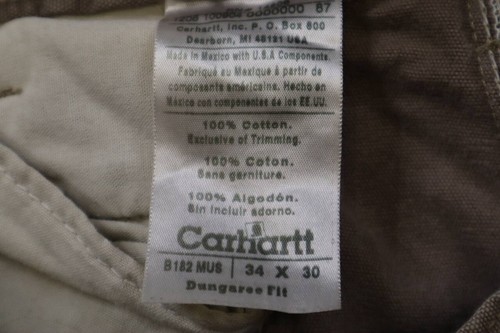 Carhartt, Inc. P.O. Box 600
Dearborn, MI 48121 USA
Made in Mexico with U.S.A Components.
Fabriqué au Mexique à partir de
composants américains. Hecho en
México con componentes de los EE.UU.
100% Cotton.
Exclusive of Trimming.
100% Coton.
Sans garniture.
100% Algodón.
Sin incluir adorno.
Carhartt
B182 MUS 34 X 30
Dungaree Fit